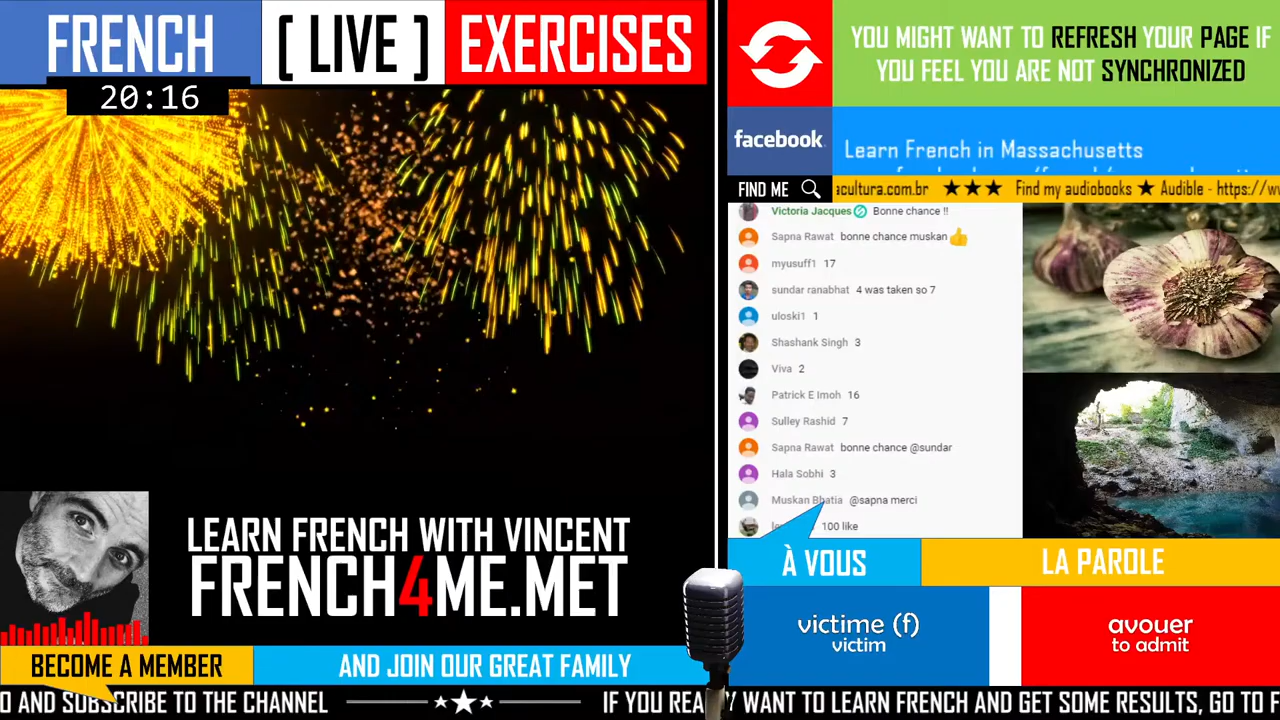 FRENCH
[ LIVE ]
EXERCISES
20:16
YOU MIGHT WANT TO REFRESH YOUR PAGE IF
YOU FEEL YOU ARE NOT SYNCHRONIZED
facebook
Learn French in Massachusetts
FIND ME
acultura.com.br ★★★ Find my audiobooks ★ Audible - https://w
Victoria Jacques Bonne chance !!
Sapna Rawat bonne chance muskan 👍
myusuff1 17
sundar ranabhat 4 was taken so 7
uloski1 1
Shashank Singh 3
Viva 2
Patrick E Imoh 16
Sulley Rashid 7
Sapna Rawat bonne chance @sundar
Hala Sobhi 3
Muskan Bhatia @sapna merci
100 like
À VOUS
LA PAROLE
victime (f)
victim
avouer
to admit
LEARN FRENCH WITH VINCENT
FRENCH4ME.MET
BECOME A MEMBER
AND JOIN OUR GREAT FAMILY
O AND SUBSCRIBE TO THE CHANNEL
IF YOU REA Y WANT TO LEARN FRENCH AND GET SOME RESULTS, GO TO F